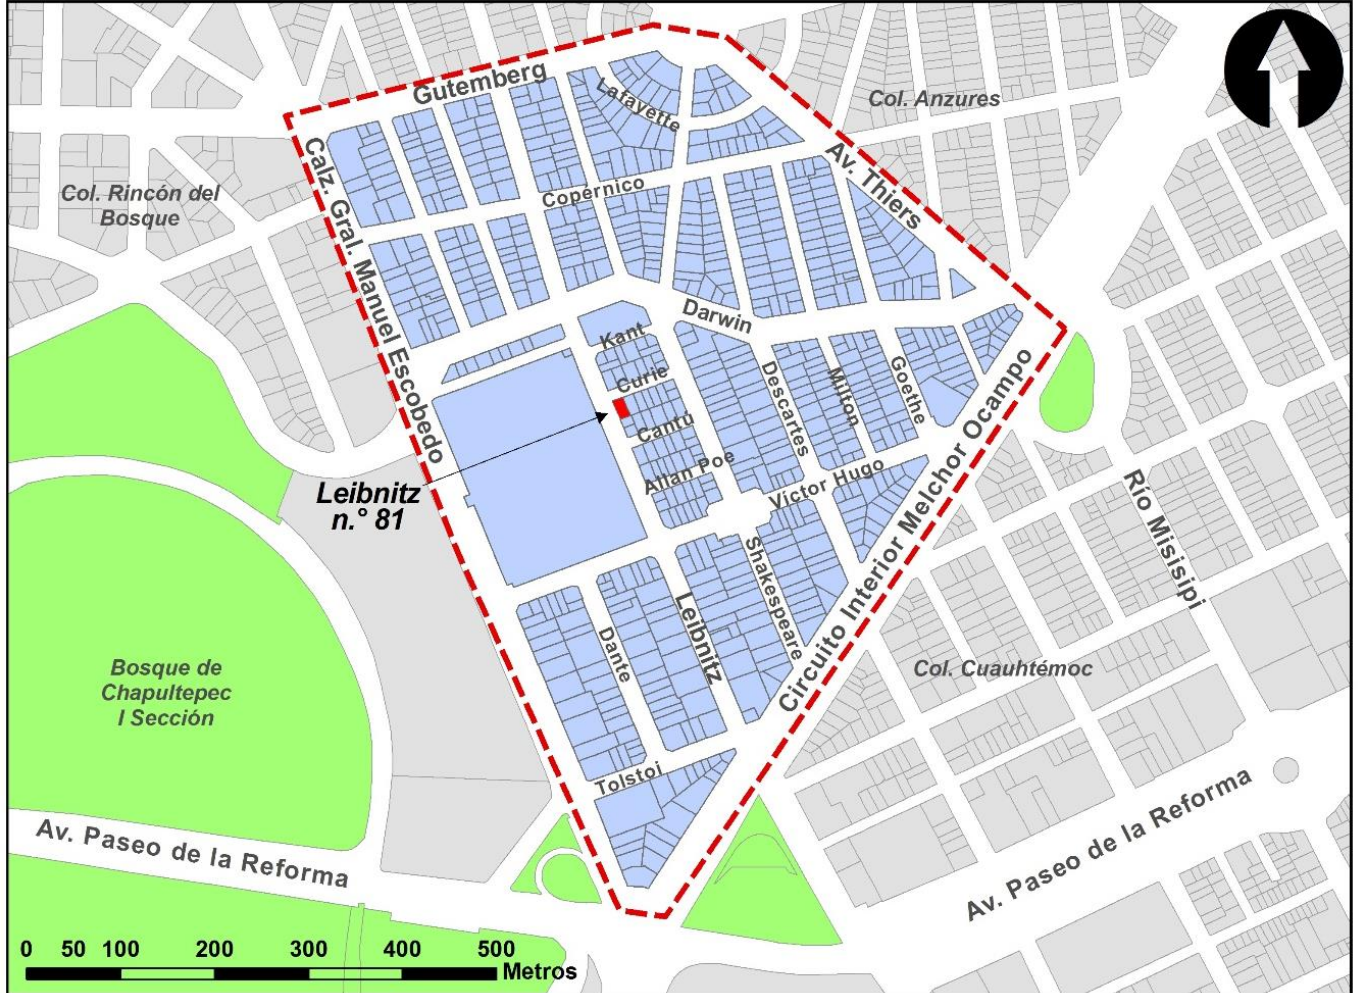 Gutemberg
Lafayette
Col. Anzures
Calz. Gral. Manuel Escobedo
Av. Thiers
Col. Rincón del
Bosque
Copérnico
Darwin
Kant
Curie
Cantú
Allan Poe
Descartes
Milton
Goethe
Victor Hugo
Leibnitz
n.° 81
Circuito Interior Melchor Ocampo
Río Misisipi
Shakespeare
Leibnitz
Dante
Bosque de
Chapultepec
I Sección
Col. Cuauhtémoc
Tolstoi
Av. Paseo de la Reforma
Av. Paseo de la Reforma
0 50 100 200 300 400 500
Metros